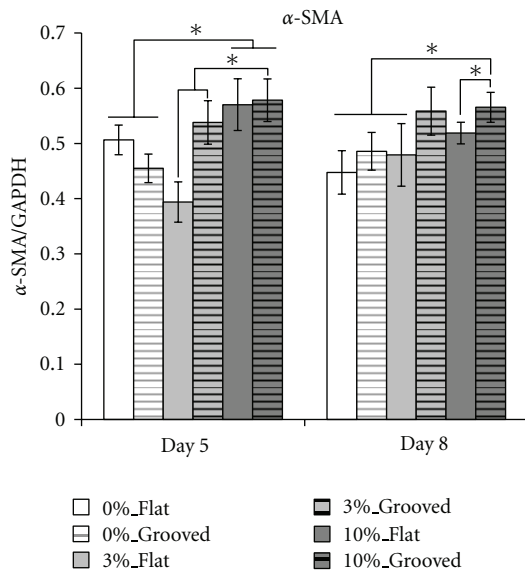 α-SMA
*
*
*
*
0.7
0.6
0.5
0.4
0.3
0.2
0.1
0
α-SMA/GAPDH
Day 5
Day 8
0%_Flat
0%_Grooved
3%_Flat
3%_Grooved
10%_Flat
10%_Grooved